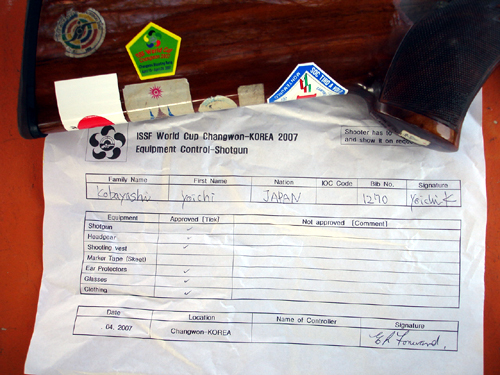 ISSF World Cup Changwon-KOREA 2007
Equipment Control-Shotgun
Shooter has to
and show it on
Family Name First Name Nation IOC Code Bib No. Signature
Kobayashi Yoichi JAPAN 1270 Yoichi K
Equipment Approved [Tick] Not approved [Comment]
Shotgun ✓
Headgear ✓
Shooting vest ✓
Marker Tape (Skeet)
Ear Protectors ✓
Glasses ✓
Clothing ✓
Date Location Name of Controller Signature
. 04, 2007 Changwon-KOREA